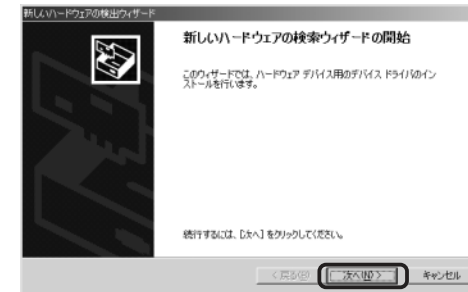 新しいハードウェアの検出ウィザード
新しいハードウェアの検索ウィザードの開始
このウィザードでは、ハードウェア デバイス用のデバイス ドライバのイン
ストールを行います。
続行するには、[次へ] をクリックしてください。
< 戻る(B)
次へ(N) >
キャンセル